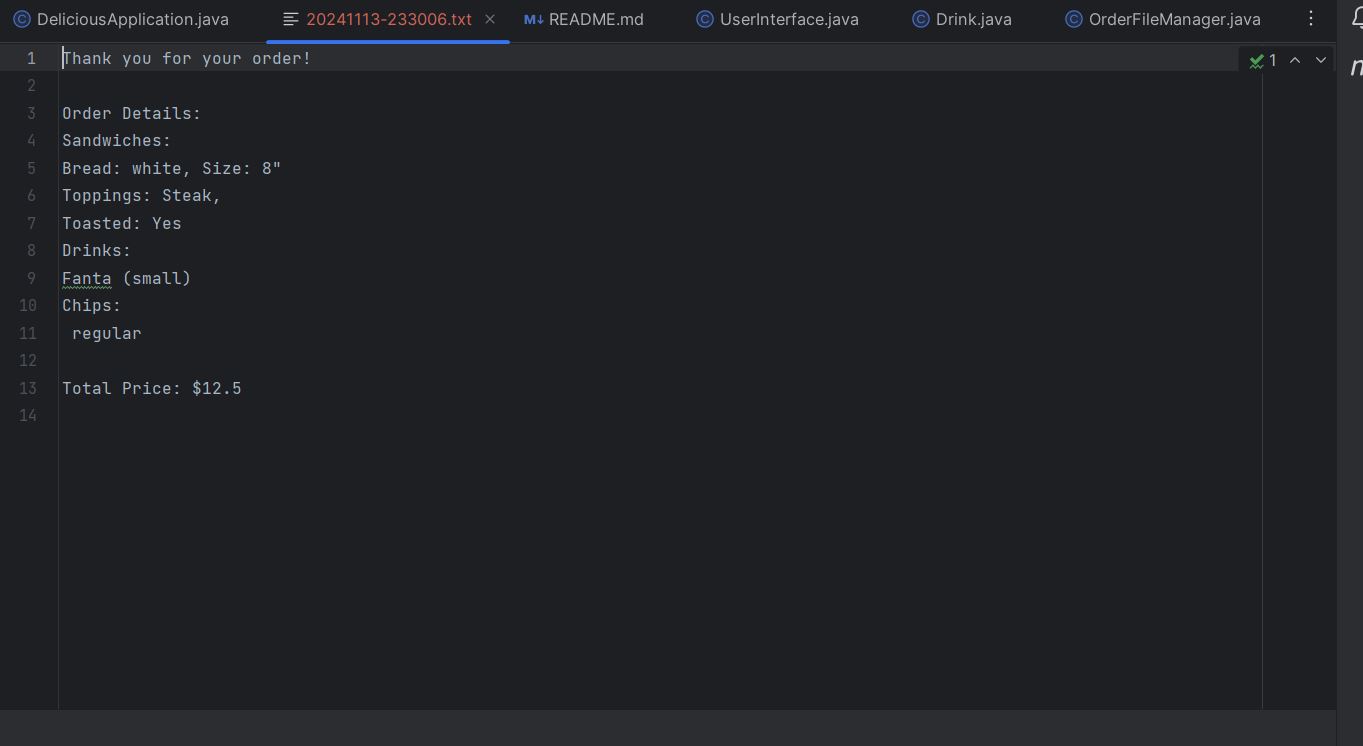 DeliciousApplication.java 20241113-233006.txt M↓ README.md UserInterface.java Drink.java OrderFileManager.java
1 Thank you for your order! 1
2
3 Order Details:
4 Sandwiches:
5 Bread: white, Size: 8"
6 Toppings: Steak,
7 Toasted: Yes
8 Drinks:
9 Fanta (small)
10 Chips:
11 regular
12
13 Total Price: $12.5
14